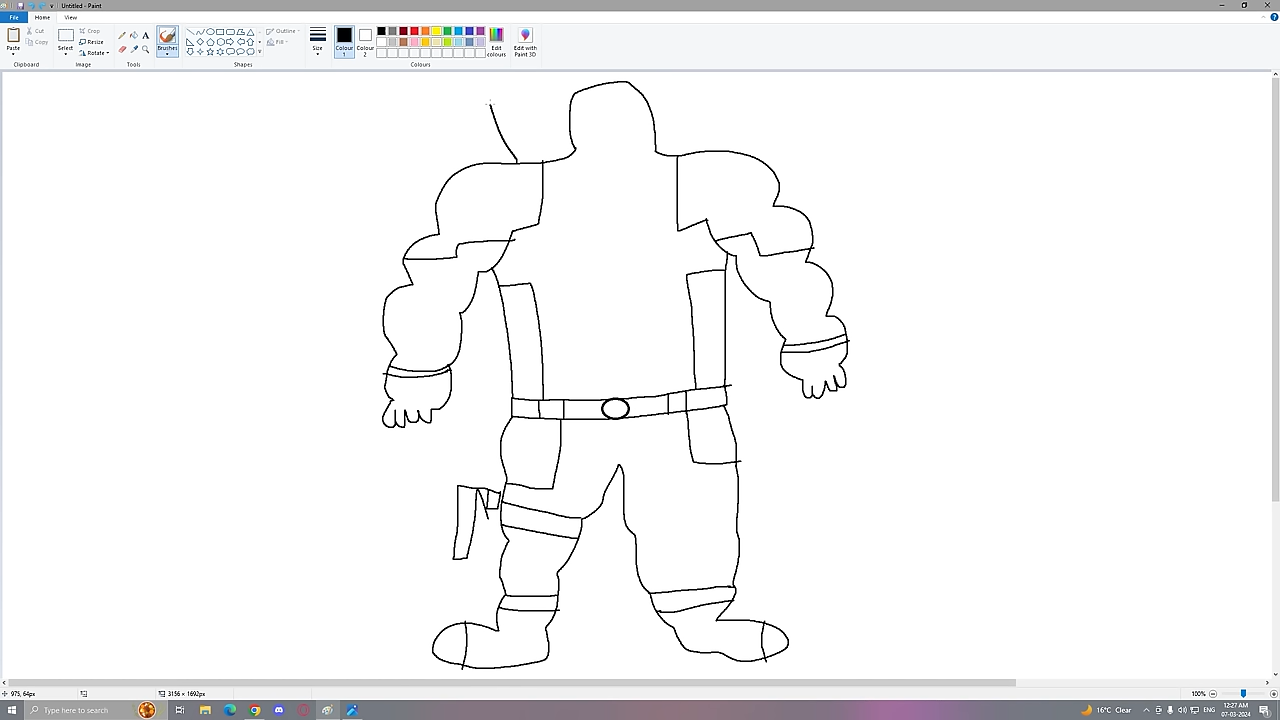 Untitled - Paint
File
Home
View
Paste
Cut
Copy
Clipboard
Select
Crop
Resize
Rotate
Image
Tools
Brushes
Outline
Fill
Shapes
Size
Colour 1
Colour 2
Edit colours
Edit with Paint 3D
Colours
975, 64px
3156 × 1692px
100%
Type here to search
16°C Clear
ENG
12:27 AM
07-03-2024